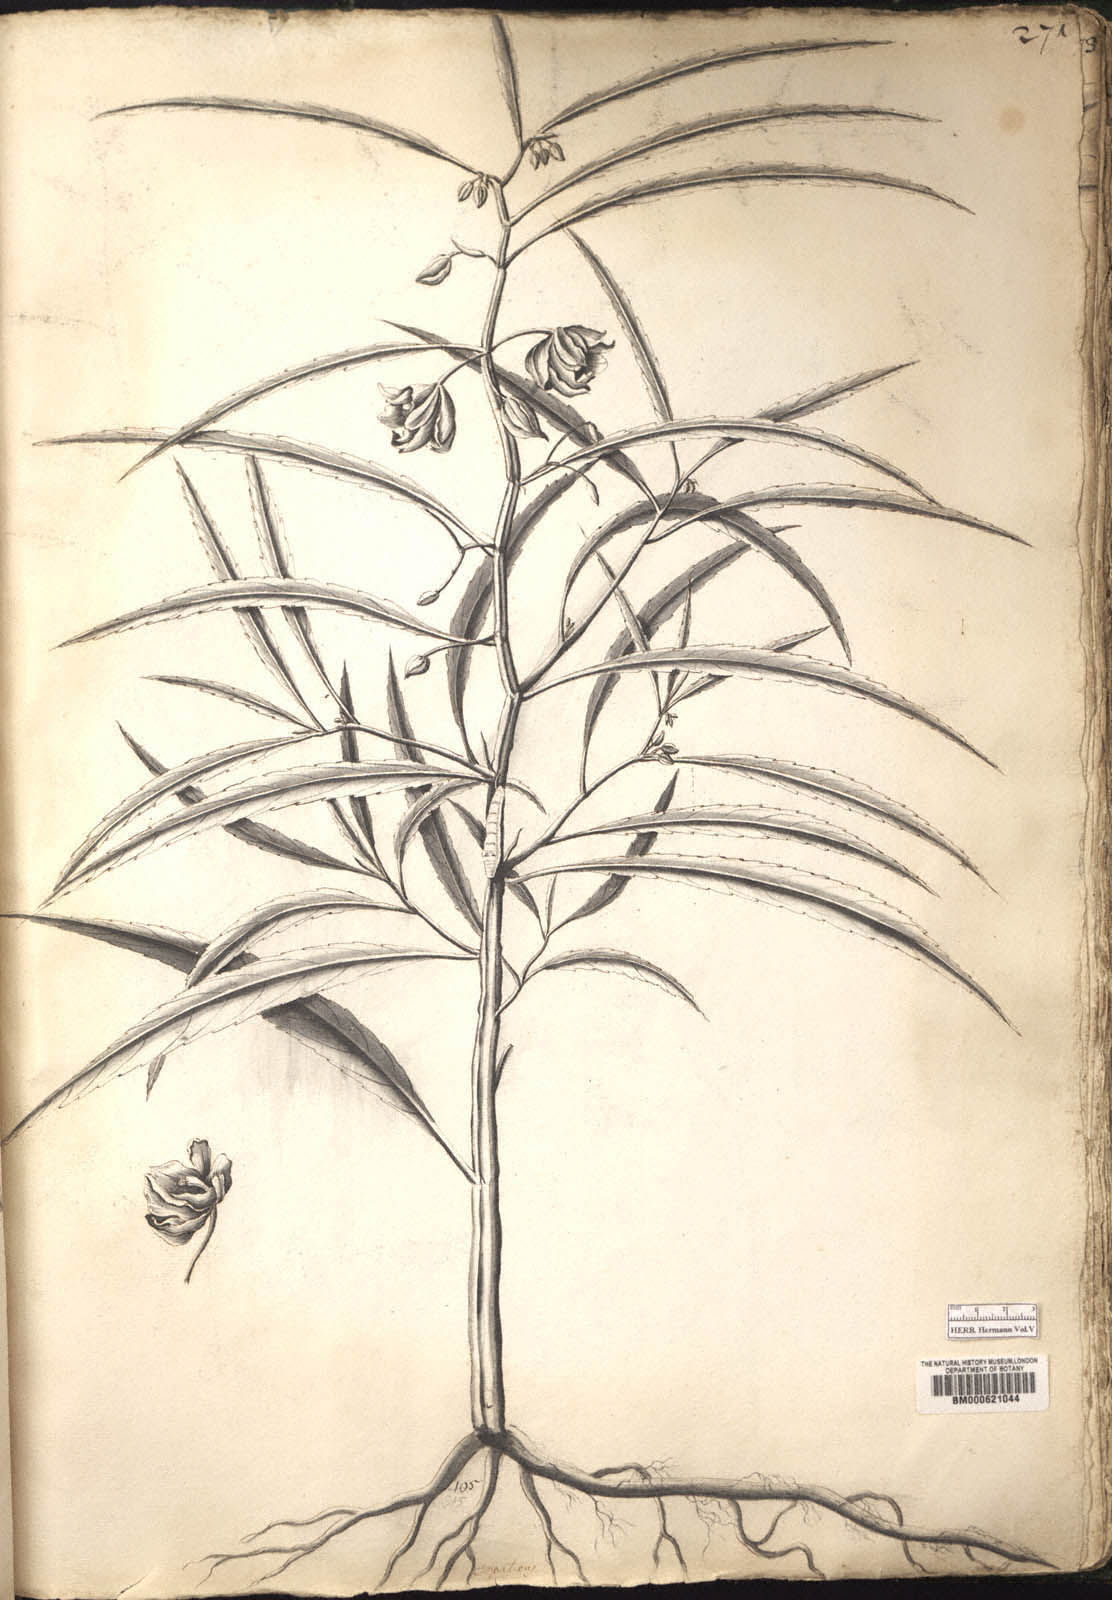 271
HERB. Hermann Vol.V
THE NATURAL HISTORY MUSEUM,LONDON
DEPARTMENT OF BOTANY
BM000621044
105